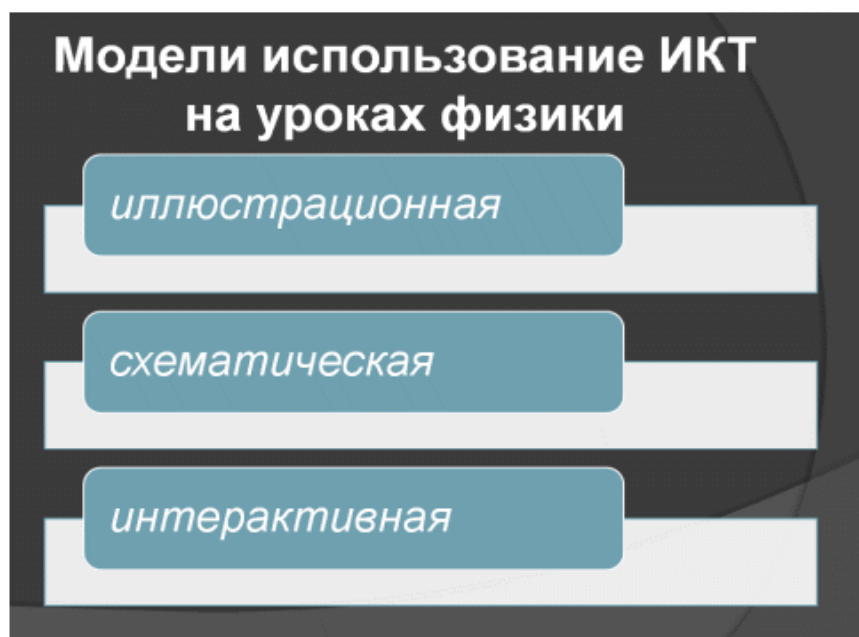 Модели использование ИКТ
на уроках физики
иллюстрационная
схематическая
интерактивная